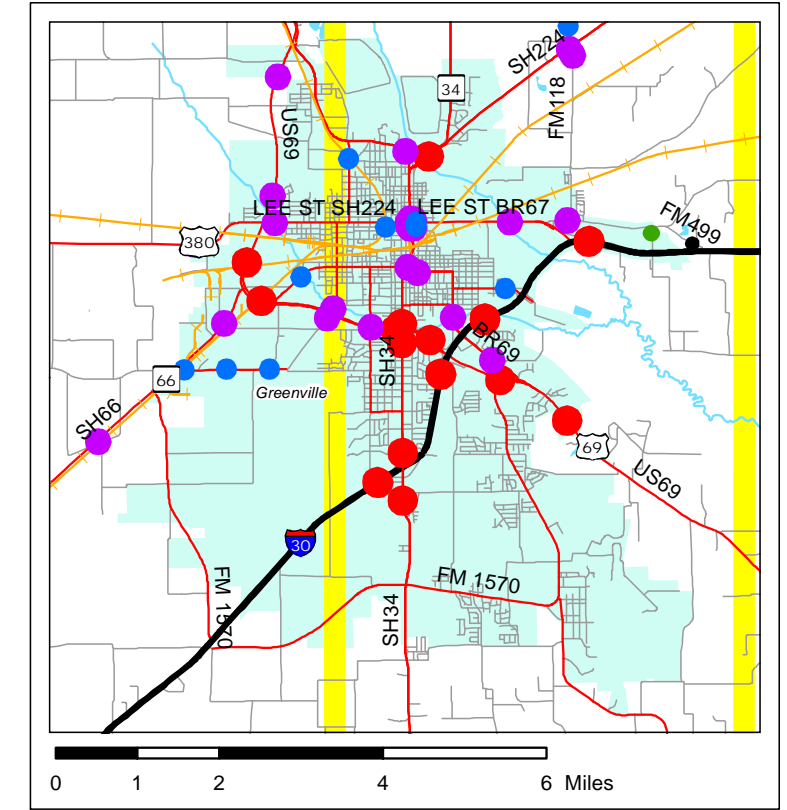 SH224
34
FM118
US69
LEE ST SH224
LEE ST BR67
FM499
380
BR69
SH34
66
Greenville
SH66
69
US69
30
FM 1570
FM 1570
SH34
0 1 2 4 6 Miles